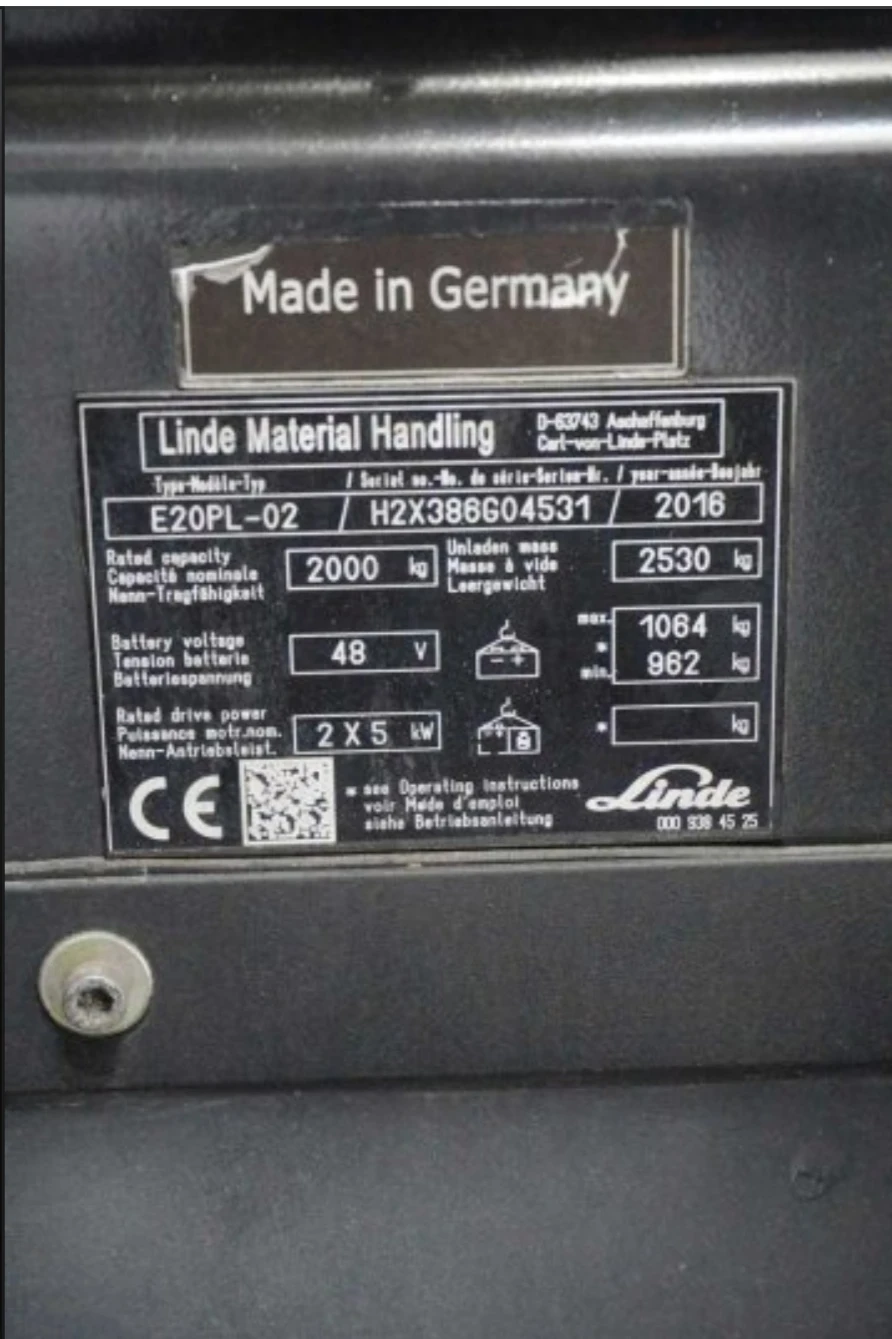 Made in Germany
Linde Material Handling
D-63743 Aschaffenburg
Carl-von-Linde-Platz
Type-Modèle-Typ / Serial no.-No. de série-Serien-Nr. / year-année-Baujahr
E20PL-02 / H2X386G04531 / 2016
Rated capacity
Capacité nominale
Nenn-Tragfähigkeit
2000 kg
Unladen mass
Masse à vide
Leergewicht
2530 kg
Battery voltage
Tension batterie
Batteriespannung
48 V
- +
max. 1064 kg
*
min. 962 kg
Rated drive power
Puissance motr.nom.
Nenn-Antriebsleist.
2 X 5 kW
* kg
CE
* see Operating instructions
voir Mode d'emploi
siehe Betriebsanleitung
Linde
000 938 45 25